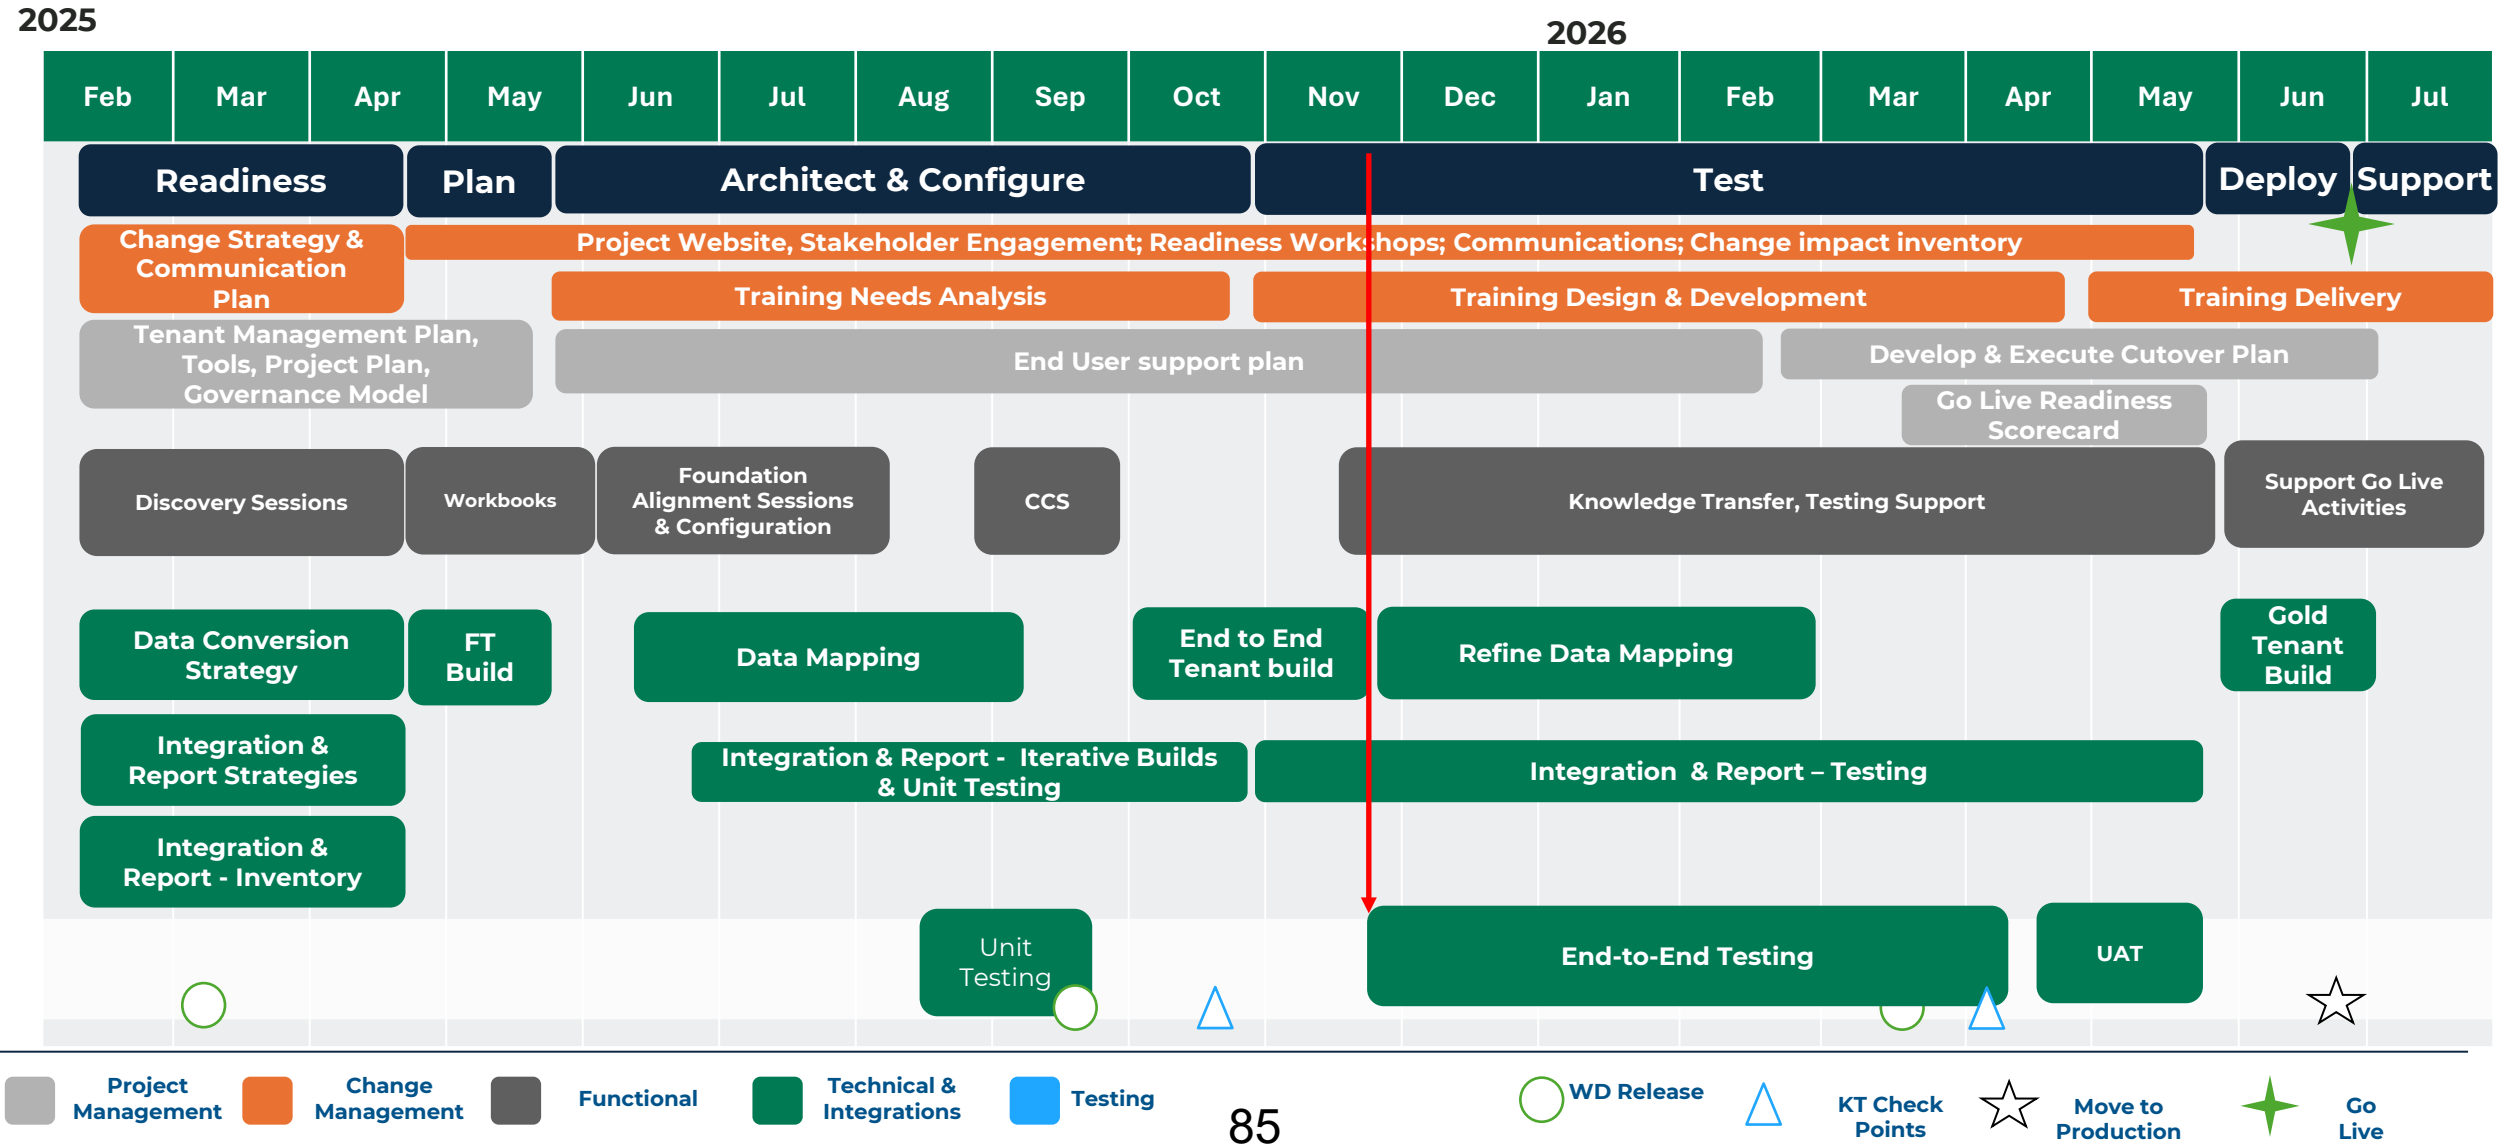 2025
2026
Feb Mar Apr May Jun Jul Aug Sep Oct Nov Dec Jan Feb Mar Apr May Jun Jul
Readiness Plan Architect & Configure Test Deploy Support
Change Strategy &
Communication
Plan
Project Website, Stakeholder Engagement; Readiness Workshops; Communications; Change impact inventory
Training Needs Analysis
Training Design & Development
Training Delivery
Tenant Management Plan,
Tools, Project Plan,
Governance Model
End User support plan
Develop & Execute Cutover Plan
Go Live Readiness
Scorecard
Discovery Sessions
Workbooks
Foundation
Alignment Sessions
& Configuration
CCS
Knowledge Transfer, Testing Support
Support Go Live
Activities
Data Conversion
Strategy
FT
Build
Data Mapping
End to End
Tenant build
Refine Data Mapping
Gold
Tenant
Build
Integration &
Report Strategies
Integration & Report - Iterative Builds
& Unit Testing
Integration & Report – Testing
Integration &
Report - Inventory
Unit
Testing
End-to-End Testing
UAT
Project
Management
Change
Management
Functional
Technical &
Integrations
Testing
WD Release
KT Check
Points
Move to
Production
Go
Live
85